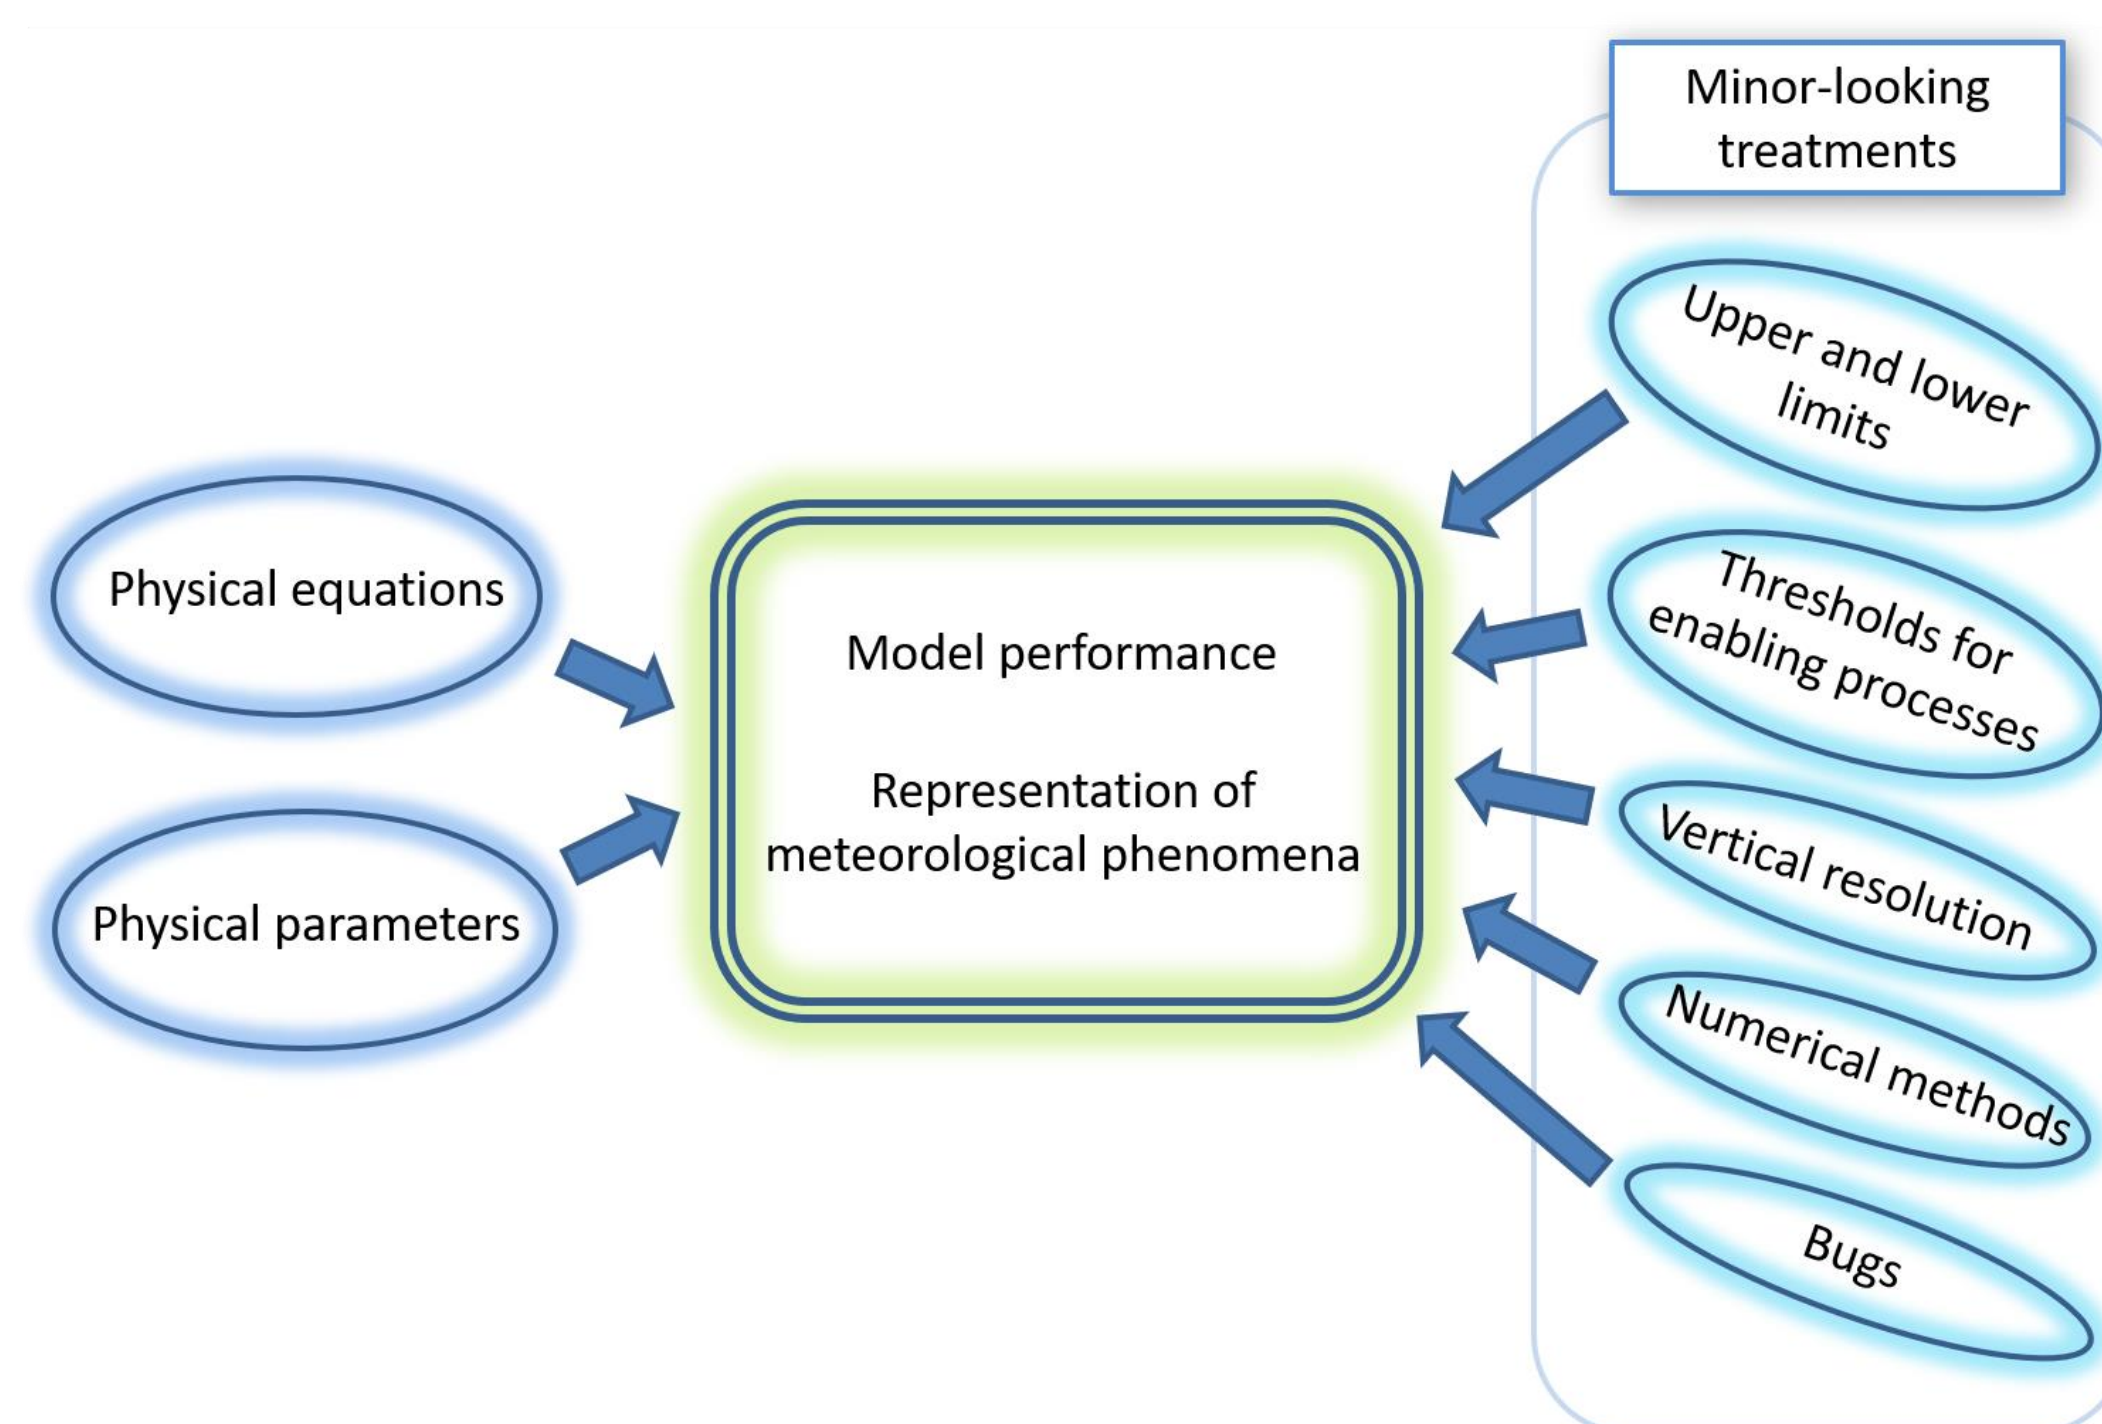 Minor-looking
treatments
Upper and lower
limits
Physical equations
Thresholds for
enabling processes
Model performance
Representation of
meteorological phenomena
Vertical resolution
Physical parameters
Numerical methods
Bugs